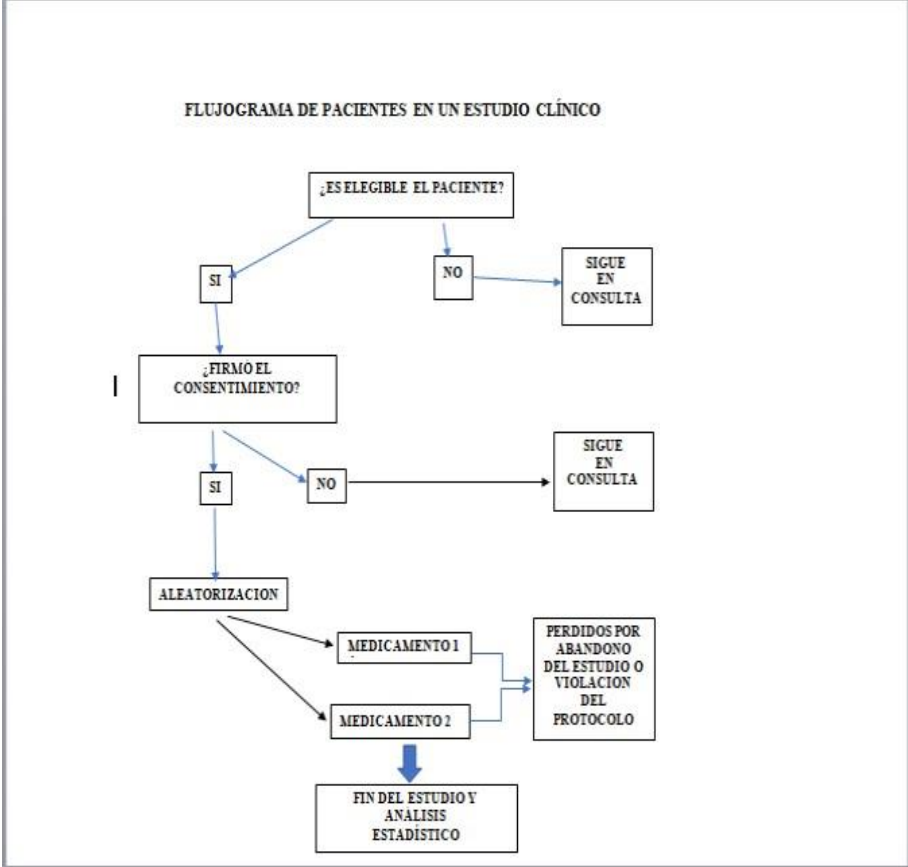 FLUJOGRAMA DE PACIENTES EN UN ESTUDIO CLÍNICO
¿ES ELEGIBLE EL PACIENTE?
SI
NO
SIGUE
EN
CONSULTA
¿FIRMÓ EL
CONSENTIMIENTO?
SI
NO
SIGUE
EN
CONSULTA
ALEATORIZACION
MEDICAMENTO 1
MEDICAMENTO 2
PERDIDOS POR
ABANDONO
DEL ESTUDIO O
VIOLACION
DEL
PROTOCOLO
FIN DEL ESTUDIO Y
ANÁLISIS
ESTADÍSTICO